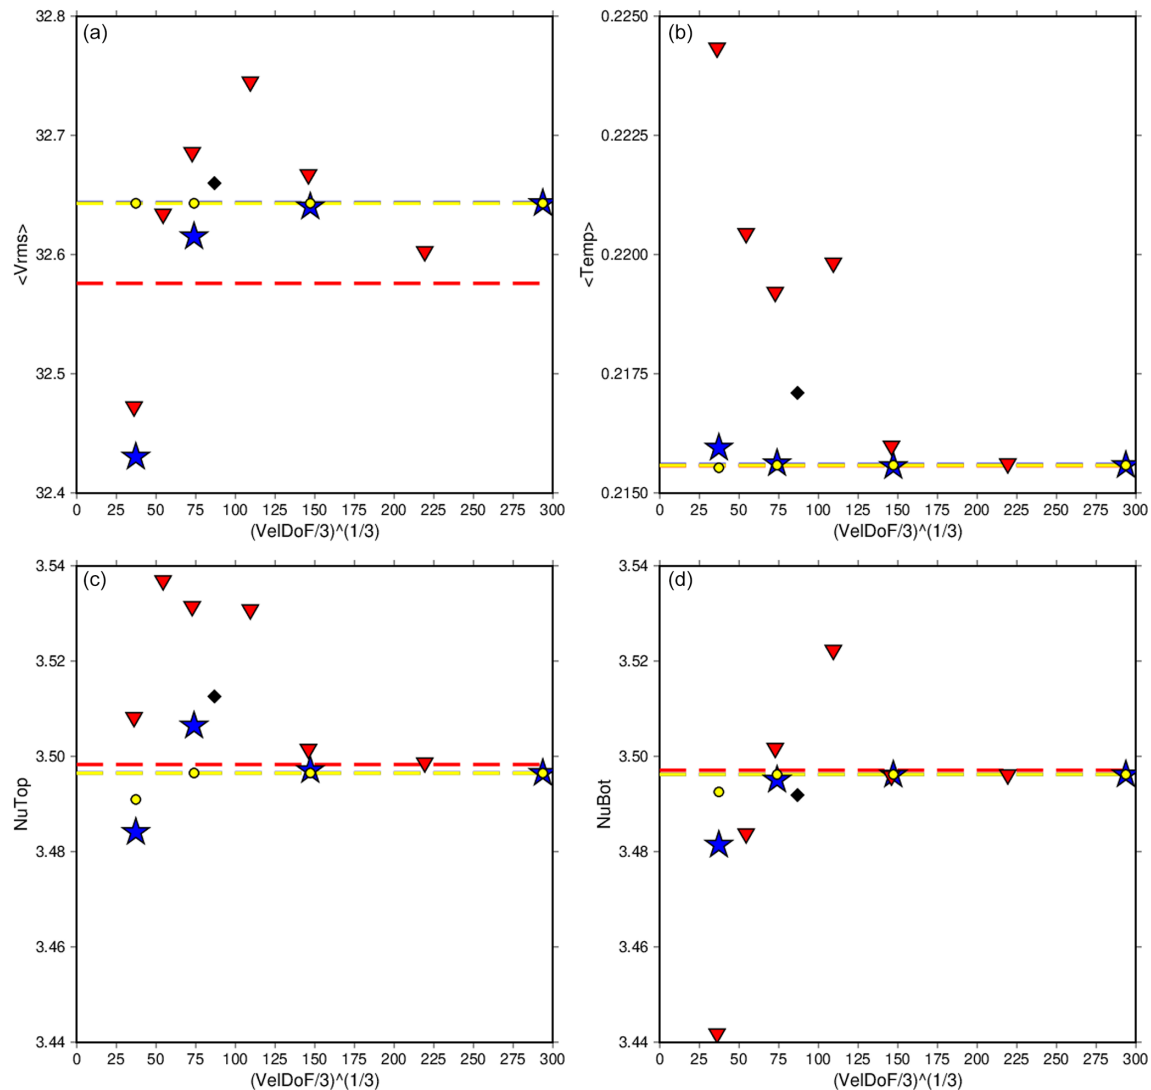 (a)
32.8
32.7
32.6
32.5
32.4
<Vrms>
0 25 50 75 100 125 150 175 200 225 250 275 300
(VelDoF/3)^(1/3)
(b)
0.2250
0.2225
0.2200
0.2175
0.2150
<Temp>
0 25 50 75 100 125 150 175 200 225 250 275 300
(VelDoF/3)^(1/3)
(c)
3.54
3.52
3.50
3.48
3.46
3.44
NuTop
0 25 50 75 100 125 150 175 200 225 250 275 300
(VelDoF/3)^(1/3)
(d)
3.54
3.52
3.50
3.48
3.46
3.44
NuBot
0 25 50 75 100 125 150 175 200 225 250 275 300
(VelDoF/3)^(1/3)